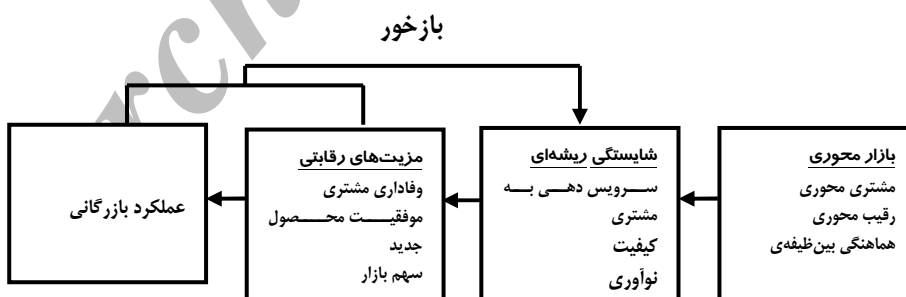 بازخور
بازار محوری
مشتری محوری
رقیب محوری
هماهنگی بین‌ظیفه‌ی
شایستگی ریشه‌ای
سرویس دهی به
مشتری
کیفیت
نوآوری
مزیت‌های رقابتی
وفاداری مشتری
موفقیت محصول
جدید
سهم بازار
عملکرد بازرگانی